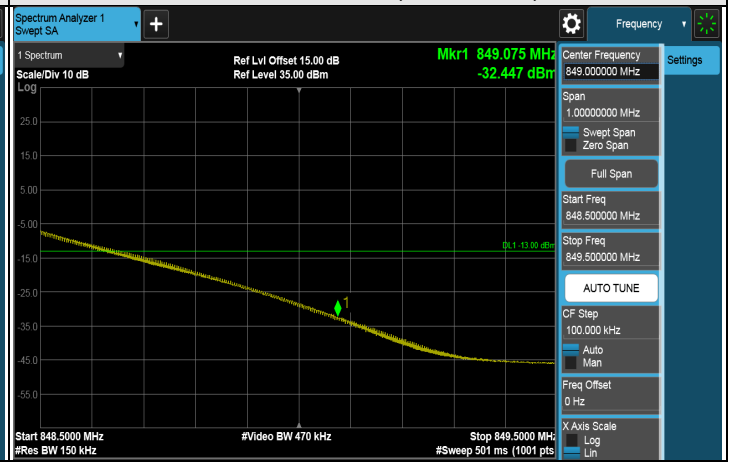 Spectrum Analyzer 1
Swept SA
Frequency
1 Spectrum
Scale/Div 10 dB
Log
Ref Lvl Offset 15.00 dB
Ref Level 35.00 dBm
Mkr1 849.075 MHz
-32.447 dBm
25.0
15.0
5.00
-5.00
-15.0
-25.0
-35.0
-45.0
-55.0
DL1 -13.00 dBm
1
Start 848.5000 MHz
#Res BW 150 kHz
#Video BW 470 kHz
Stop 849.5000 MHz
#Sweep 501 ms (1001 pts
Center Frequency
849.000000 MHz
Settings
Span
1.00000000 MHz
Swept Span
Zero Span
Full Span
Start Freq
848.500000 MHz
Stop Freq
849.500000 MHz
AUTO TUNE
CF Step
100.000 kHz
Auto
Man
Freq Offset
0 Hz
X Axis Scale
Log
Lin